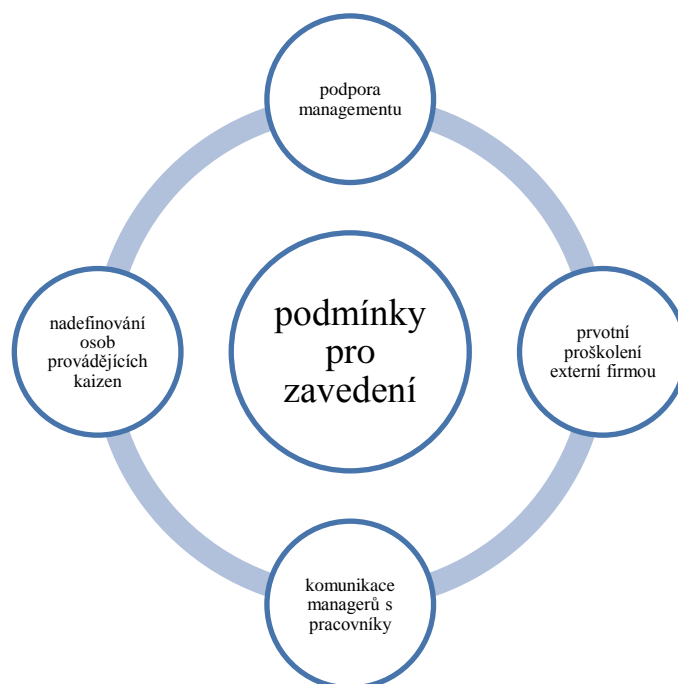 podpora
managementu
nadefinování
osob
provádějících
kaizen
podmínky
pro
zavedení
prvotní
proškolení
externí firmou
komunikace
managerů s
pracovníky